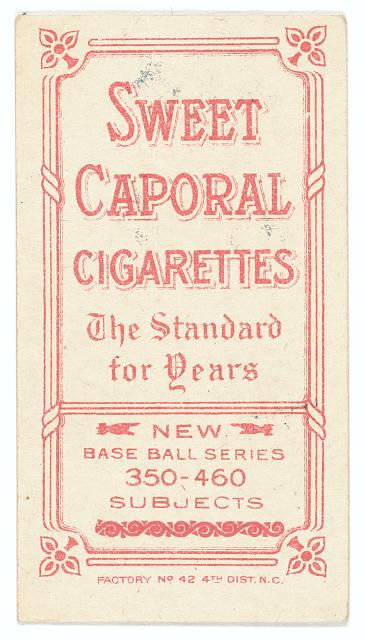 SWEET
CAPORAL
CIGARETTES
The Standard
for Years
NEW
BASE BALL SERIES
350-460
SUBJECTS
FACTORY Nº 42 4TH DIST. N.C.